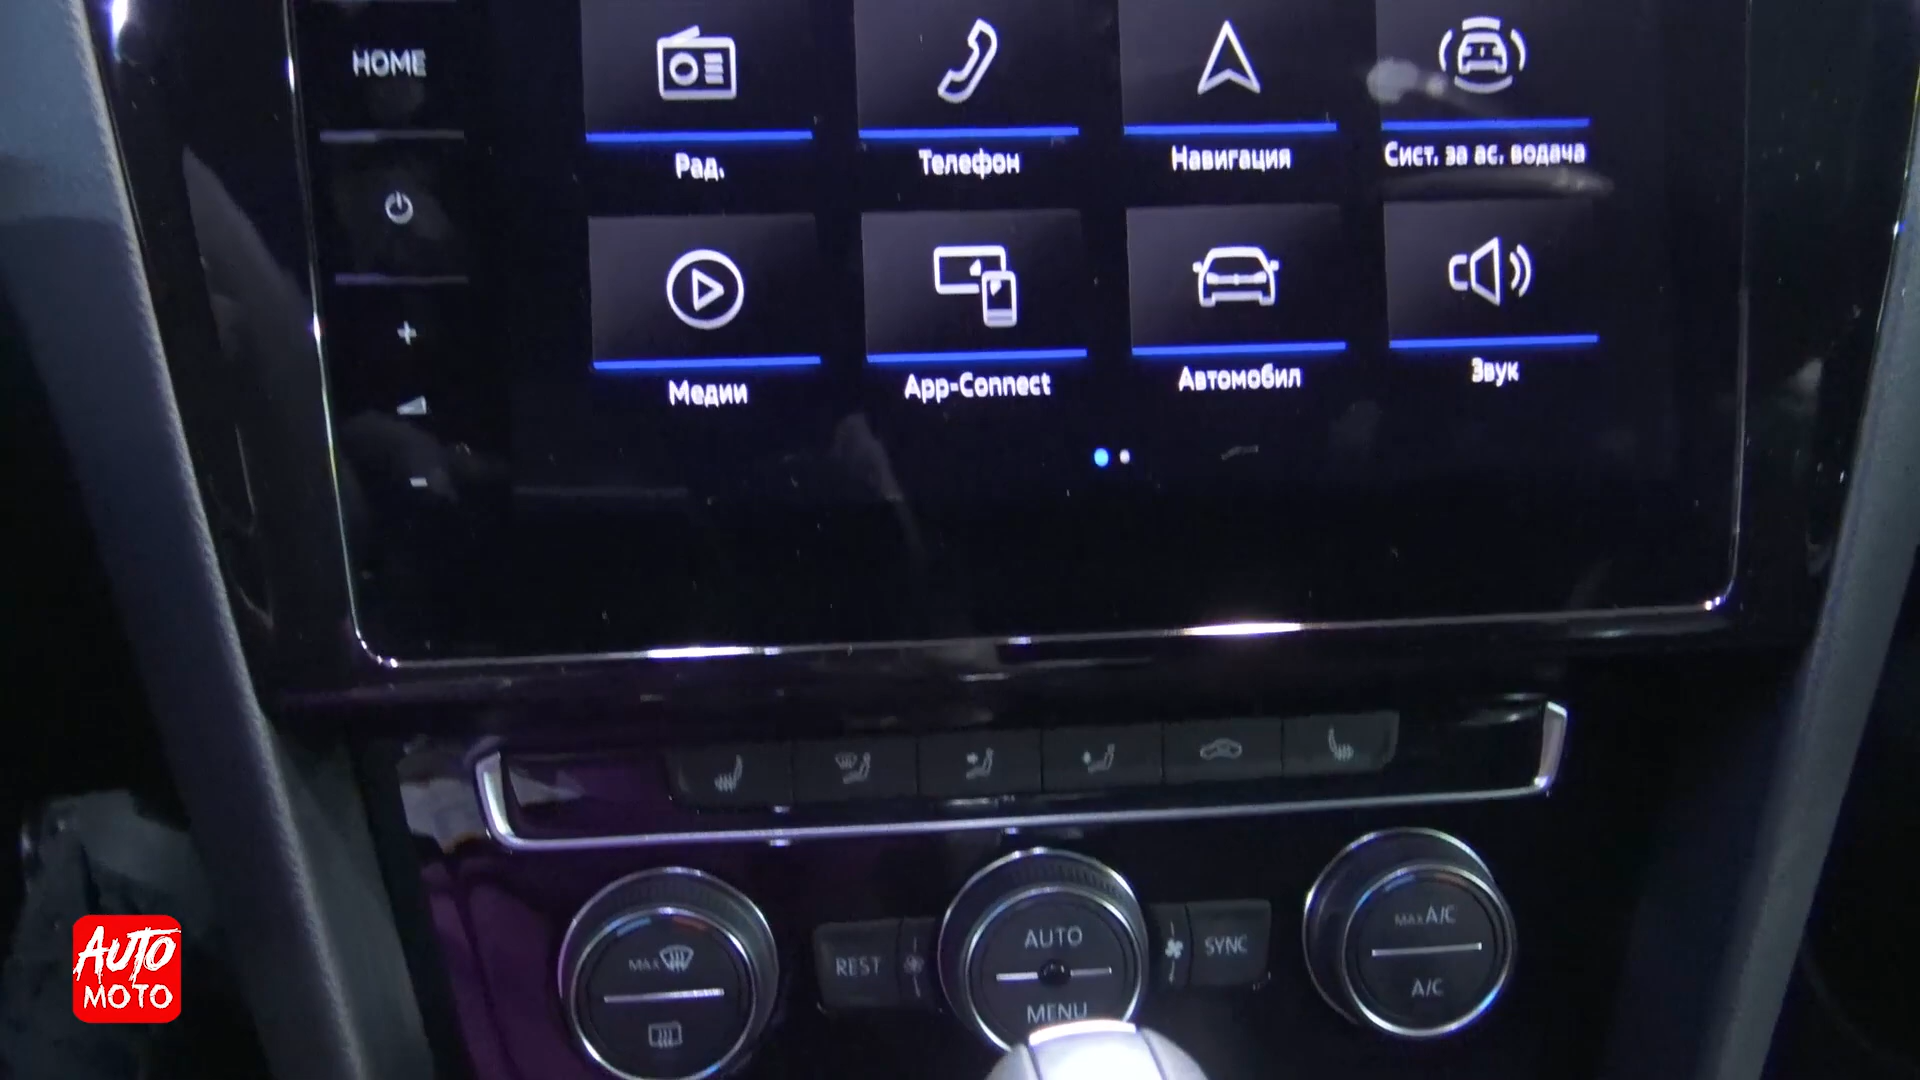 HOME
Рад.
Телефон
Навигация
Сист. за ас. водача
Медии
App-Connect
Автомобил
Звук
MAX
REST
AUTO
MENU
SYNC
MAX A/C
A/C
AUTO
MOTO